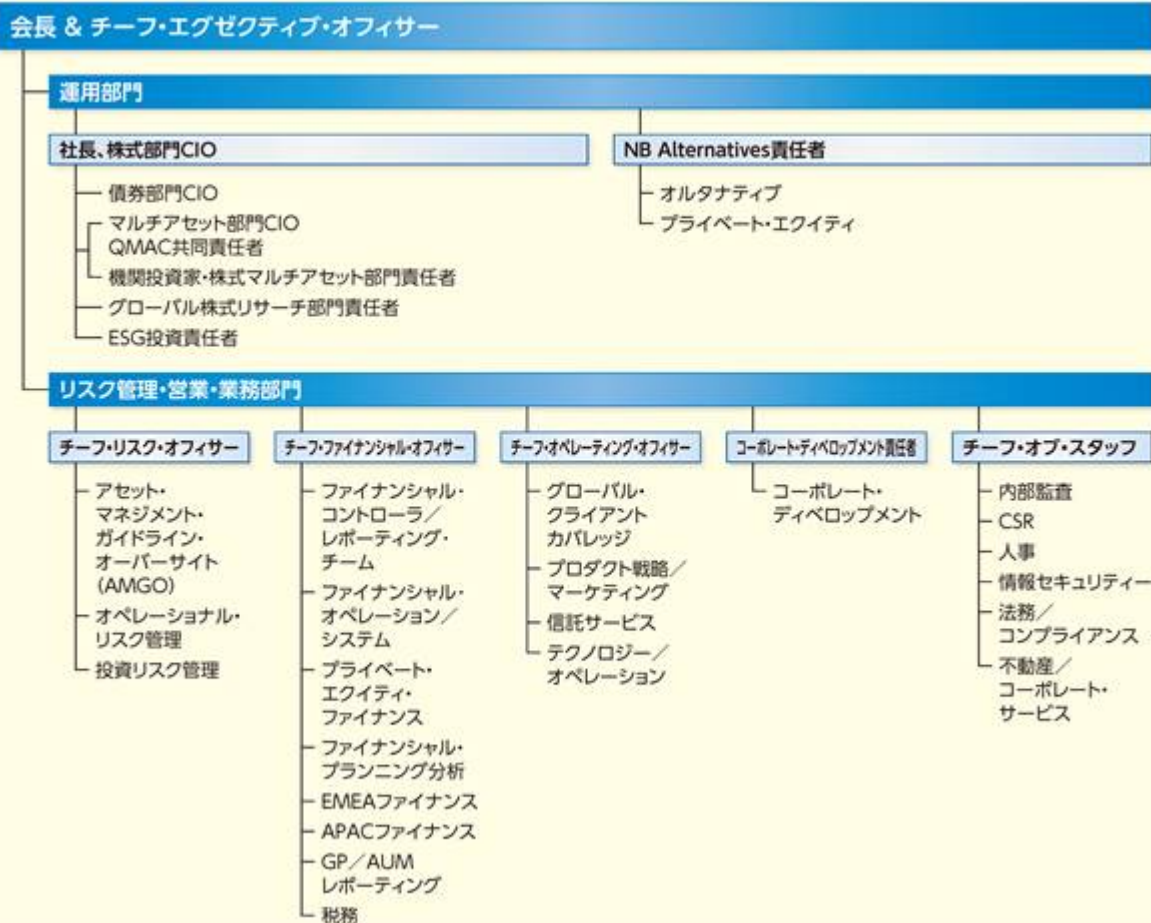 会長 & チーフ・エグゼクティブ・オフィサー
運用部門
社長、株式部門CIO
債券部門CIO
マルチアセット部門CIO
QMAC共同責任者
機関投資家・株式マルチアセット部門責任者
グローバル株式リサーチ部門責任者
ESG投資責任者
NB Alternatives責任者
オルタナティブ
プライベート・エクイティ
リスク管理・営業・業務部門
チーフ・リスク・オフィサー
アセット・
マネジメント・
ガイドライン・
オーバーサイト
(AMGO)
オペレーショナル・
リスク管理
投資リスク管理
チーフ・ファイナンシャル・オフィサー
ファイナンシャル・
コントローラ／
レポーティング・
チーム
ファイナンシャル・
オペレーション／
システム
プライベート・
エクイティ・
ファイナンス
ファイナンシャル・
プランニング分析
EMEAファイナンス
APACファイナンス
GP／AUM
レポーティング
税務
チーフ・オペレーティング・オフィサー
グローバル・
クライアント
カバレッジ
プロダクト戦略／
マーケティング
信託サービス
テクノロジー／
オペレーション
コーポレート・ディベロップメント責任者
コーポレート・
ディベロップメント
チーフ・オブ・スタッフ
内部監査
CSR
人事
情報セキュリティー
法務／
コンプライアンス
不動産／
コーポレート・
サービス